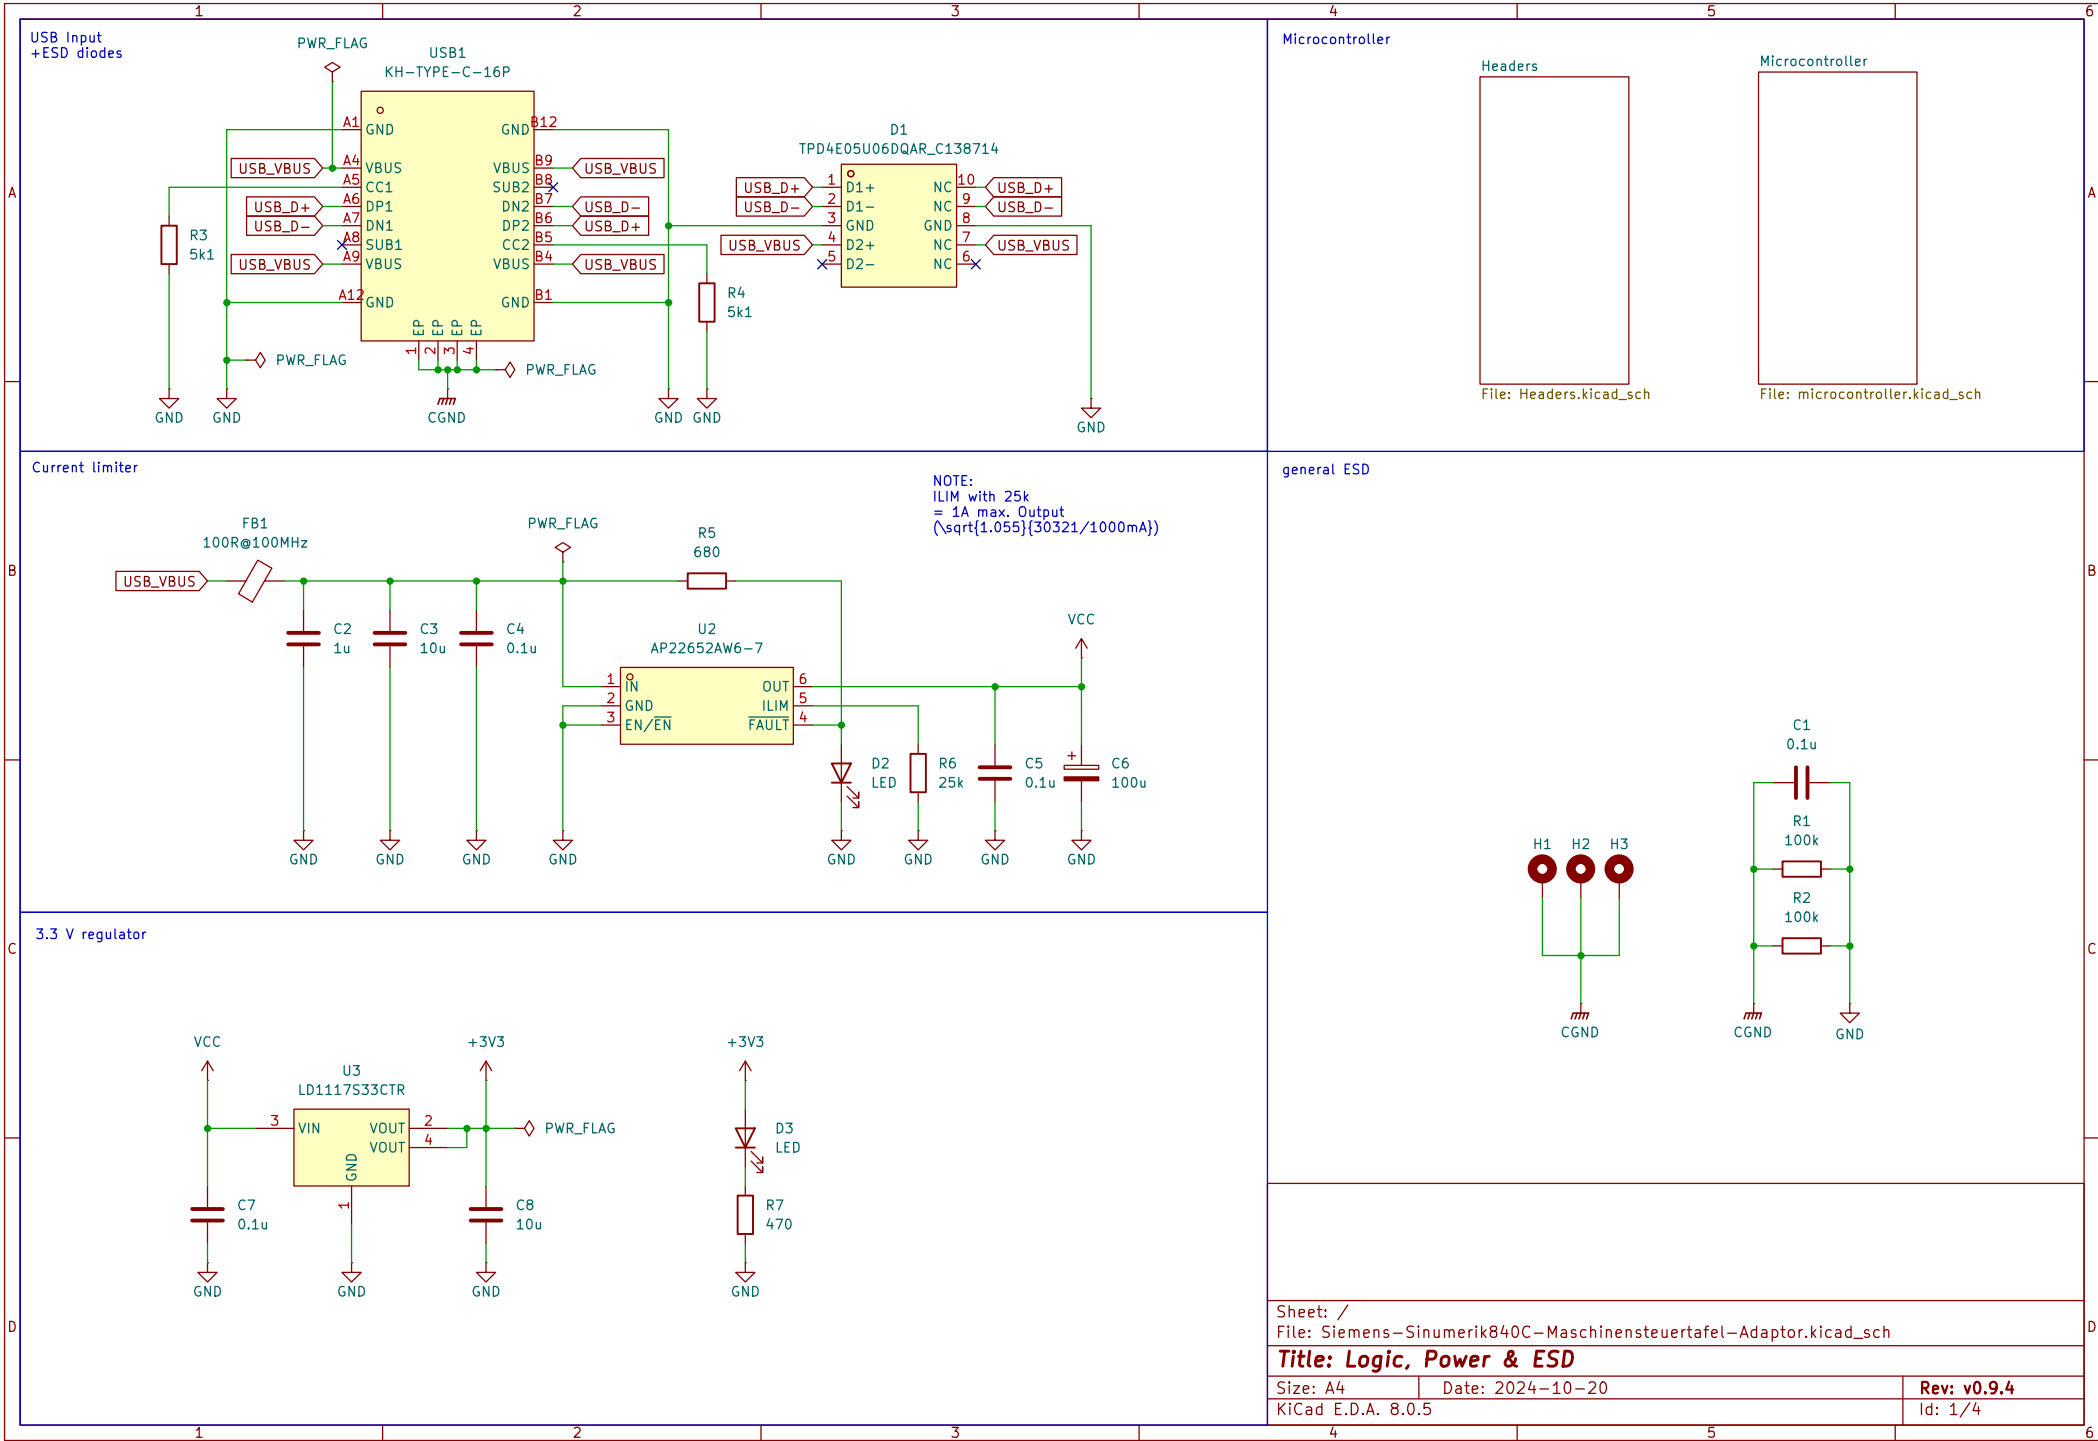 1 2 3 4 5 6
A
B
C
D
A
B
C
D
1 2 3 4 5 6
USB Input
+ESD diodes
PWR_FLAG
USB1
KH-TYPE-C-16P
A1 GND
A4 VBUS
A5 CC1
A6 DP1
A7 DN1
A8 SUB1
A9 VBUS
A12 GND
GND B12
VBUS B9
SUB2 B8
DN2 B7
DP2 B6
CC2 B5
VBUS B4
GND B1
EP EP EP EP
1 2 3 4
USB_VBUS
USB_D+
USB_D-
USB_VBUS
USB_VBUS
USB_D-
USB_D+
USB_VBUS
R3
5k1
R4
5k1
PWR_FLAG
PWR_FLAG
GND
GND
CGND
GND
GND
GND
D1
TPD4E05U06DQAR_C138714
1 D1+ NC 10
2 D1- NC 9
3 GND GND 8
4 D2+ NC 7
5 D2- NC 6
USB_D+
USB_D-
USB_VBUS
USB_D+
USB_D-
USB_VBUS
Microcontroller
Headers
File: Headers.kicad_sch
Microcontroller
File: microcontroller.kicad_sch
Current limiter
NOTE:
ILIM with 25k
= 1A max. Output
(\sqrt{1.055}{30321/1000mA})
FB1
100R@100MHz
USB_VBUS
PWR_FLAG
R5
680
C2
1u
C3
10u
C4
0.1u
U2
AP22652AW6-7
1 IN OUT 6
2 GND ILIM 5
3 EN/EN FAULT 4
VCC
D2
LED
R6
25k
C5
0.1u
C6
100u
+
GND
GND
GND
GND
GND
GND
GND
GND
general ESD
C1
0.1u
R1
100k
R2
100k
H1
H2
H3
CGND
CGND
GND
3.3 V regulator
VCC
+3V3
+3V3
U3
LD1117S33CTR
3 VIN VOUT 2
VOUT 4
GND
1
PWR_FLAG
C7
0.1u
C8
10u
D3
LED
R7
470
GND
GND
GND
GND
Sheet: /
File: Siemens-Sinumerik840C-Maschinensteuertafel-Adaptor.kicad_sch
Title: Logic, Power & ESD
Size: A4 Date: 2024-10-20 Rev: v0.9.4
KiCad E.D.A. 8.0.5 Id: 1/4